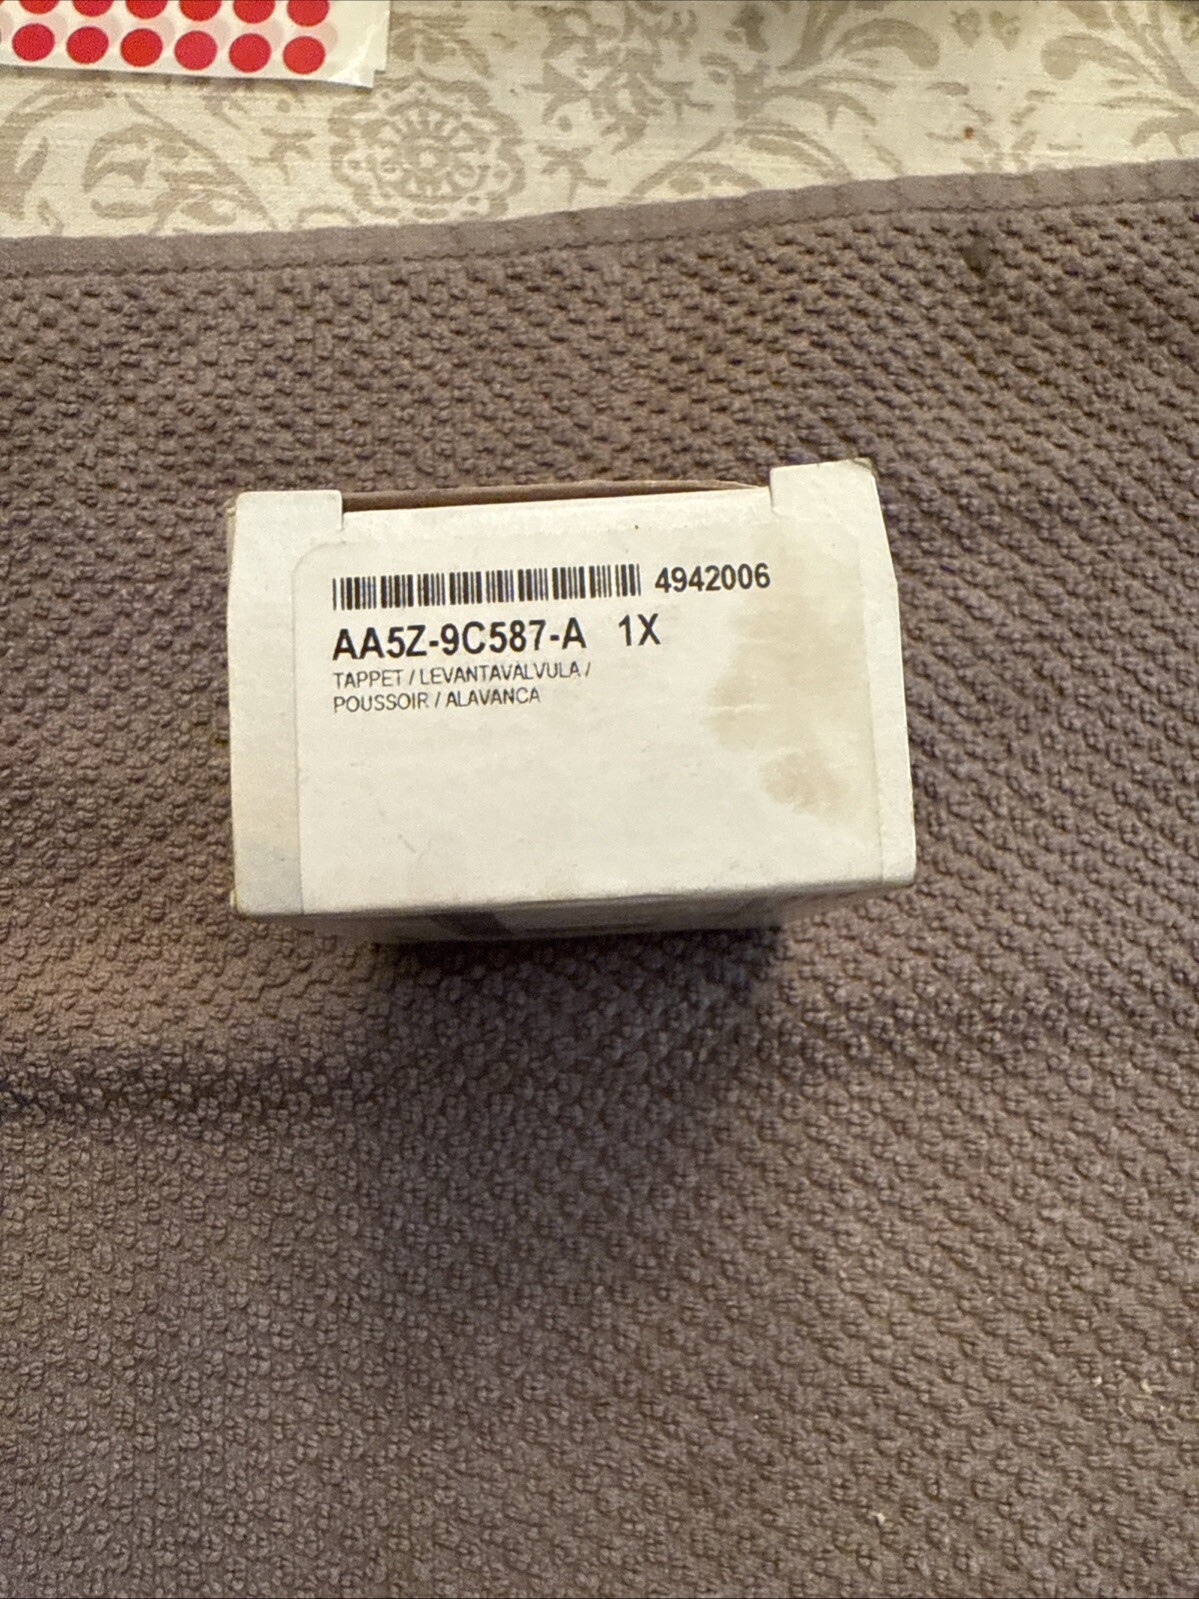 4942006
AA5Z-9C587-A 1X
TAPPET / LEVANTAVALVULA /
POUSSOIR / ALAVANCA